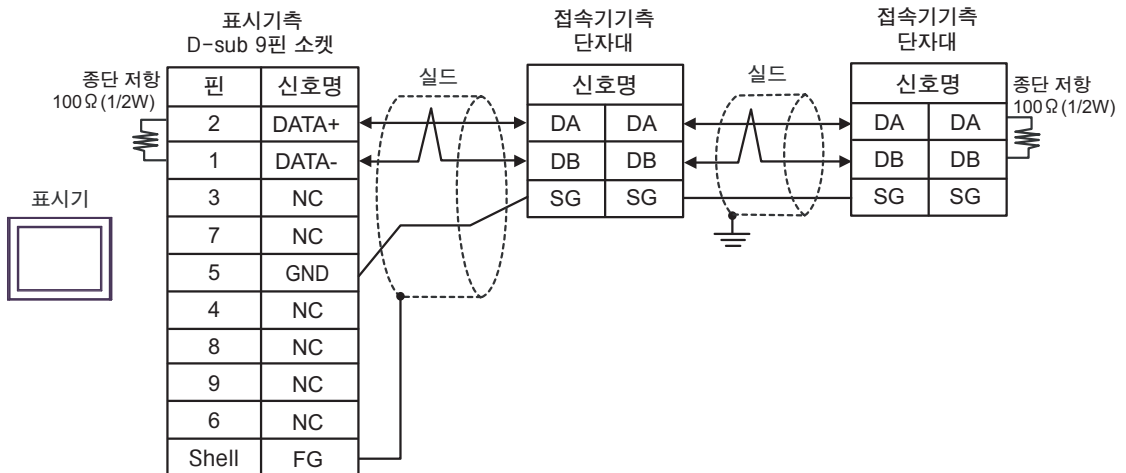 표시기측
D-sub 9핀 소켓
접속기기측
단자대
접속기기측
단자대
종단 저항
100Ω(1/2W)
핀 신호명
실드
신호명
실드
신호명
종단 저항
100Ω(1/2W)
2 DATA+
DA DA
DA DA
1 DATA-
DB DB
DB DB
3 NC
SG SG
SG SG
표시기
7 NC
5 GND
4 NC
8 NC
9 NC
6 NC
Shell FG